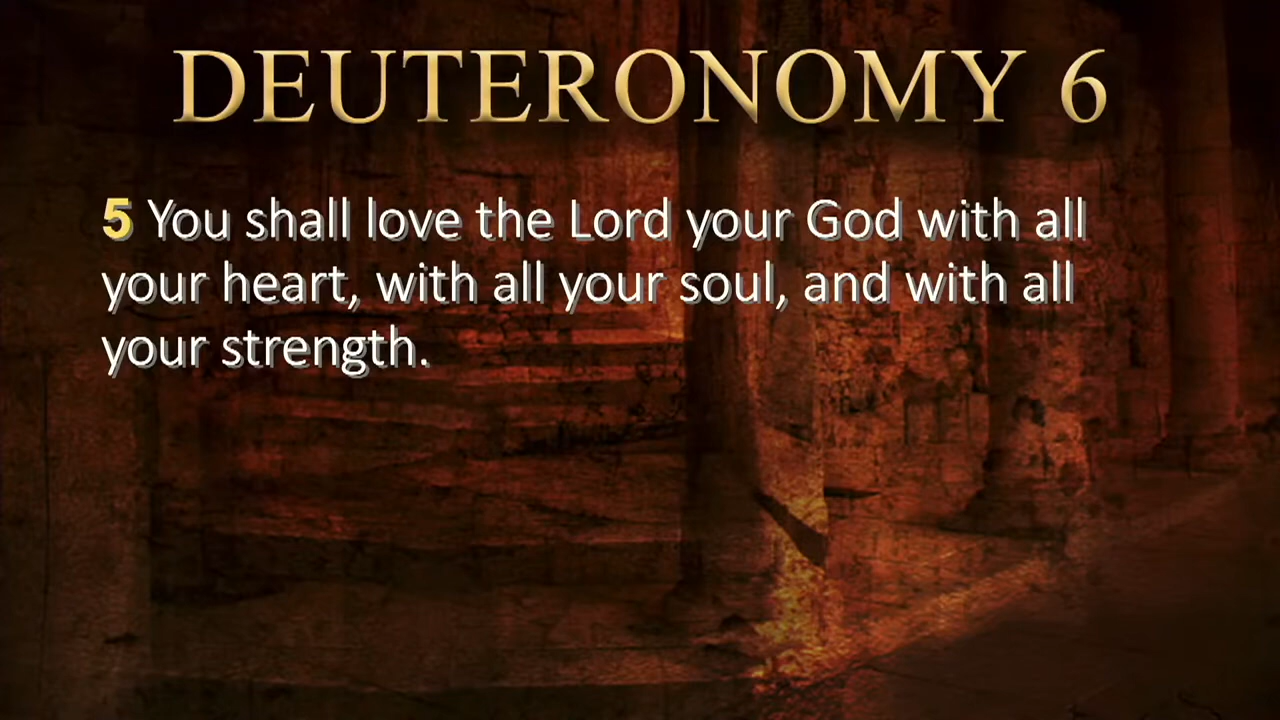 DEUTERONOMY 6
5 You shall love the Lord your God with all
your heart, with all your soul, and with all
your strength.